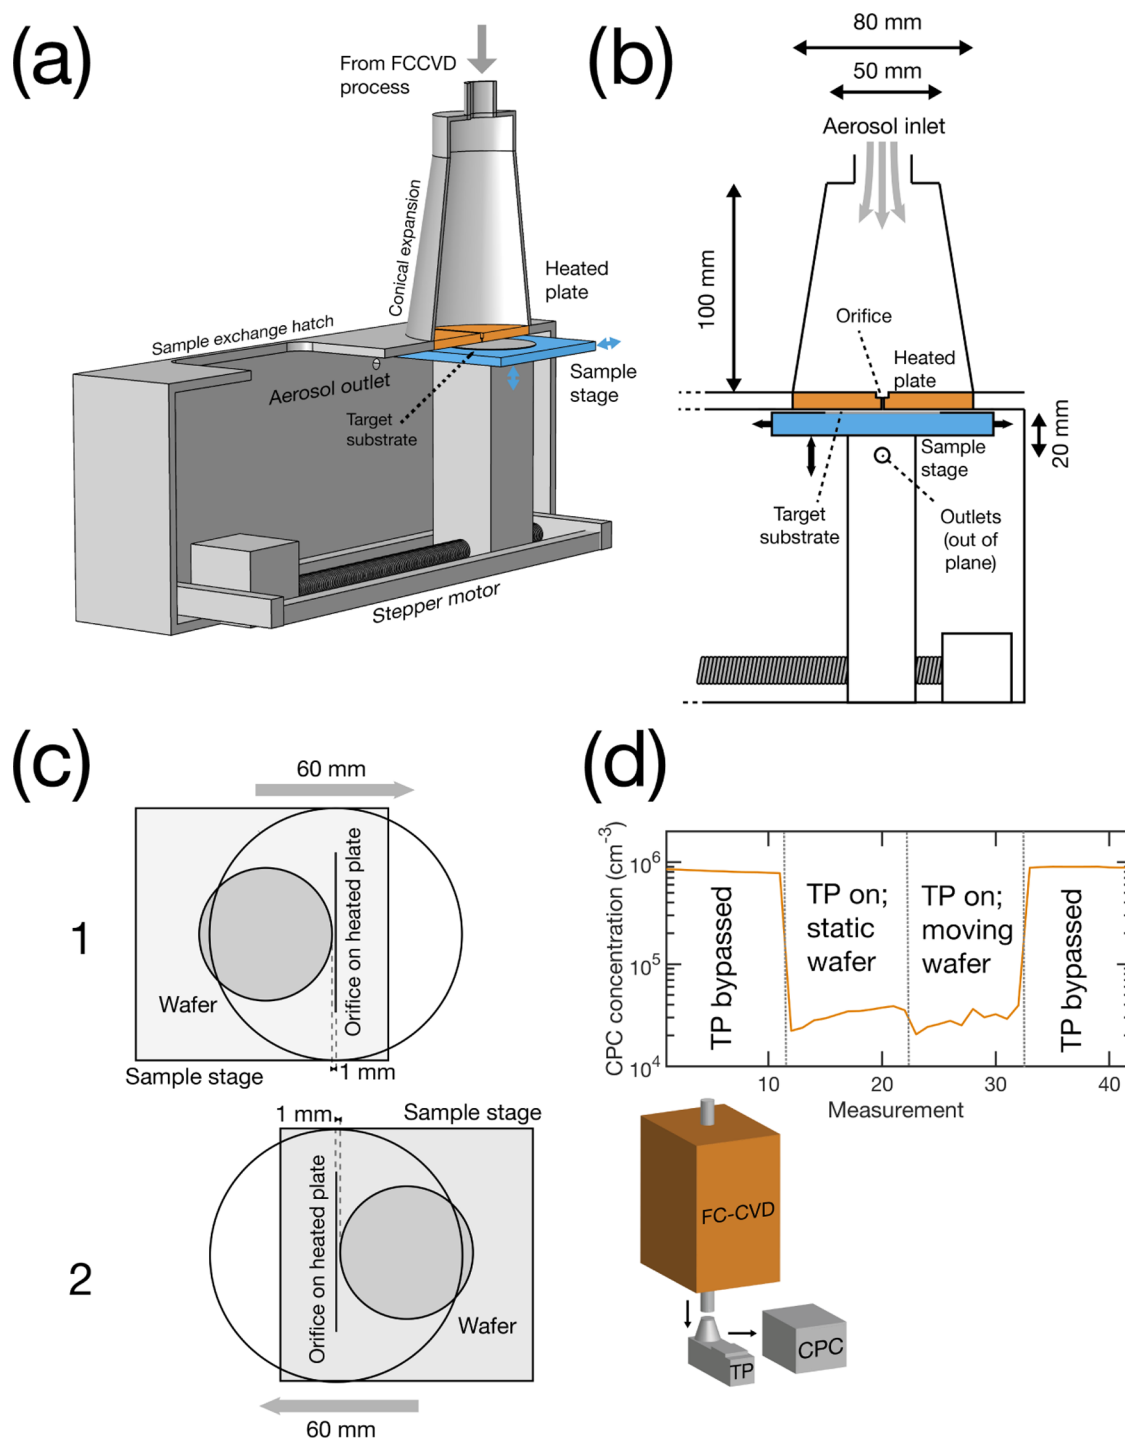 (a)
From FCCVD
process
Conical expansion
Heated
plate
Sample exchange hatch
Aerosol outlet
Target
substrate
Sample
stage
Stepper motor
(b)
80 mm
50 mm
Aerosol inlet
100 mm
Orifice
Heated
plate
20 mm
Sample
stage
Target
substrate
Outlets
(out of
plane)
(c)
60 mm
1
Wafer
Orifice on heated plate
Sample stage
1 mm
1 mm
Sample stage
2
Orifice on heated plate
Wafer
60 mm
(d)
CPC concentration (cm-3)
10⁶
10⁵
10⁴
TP bypassed
TP on;
static
wafer
TP on;
moving
wafer
TP bypassed
10
20
30
40
Measurement
FC-CVD
TP
CPC